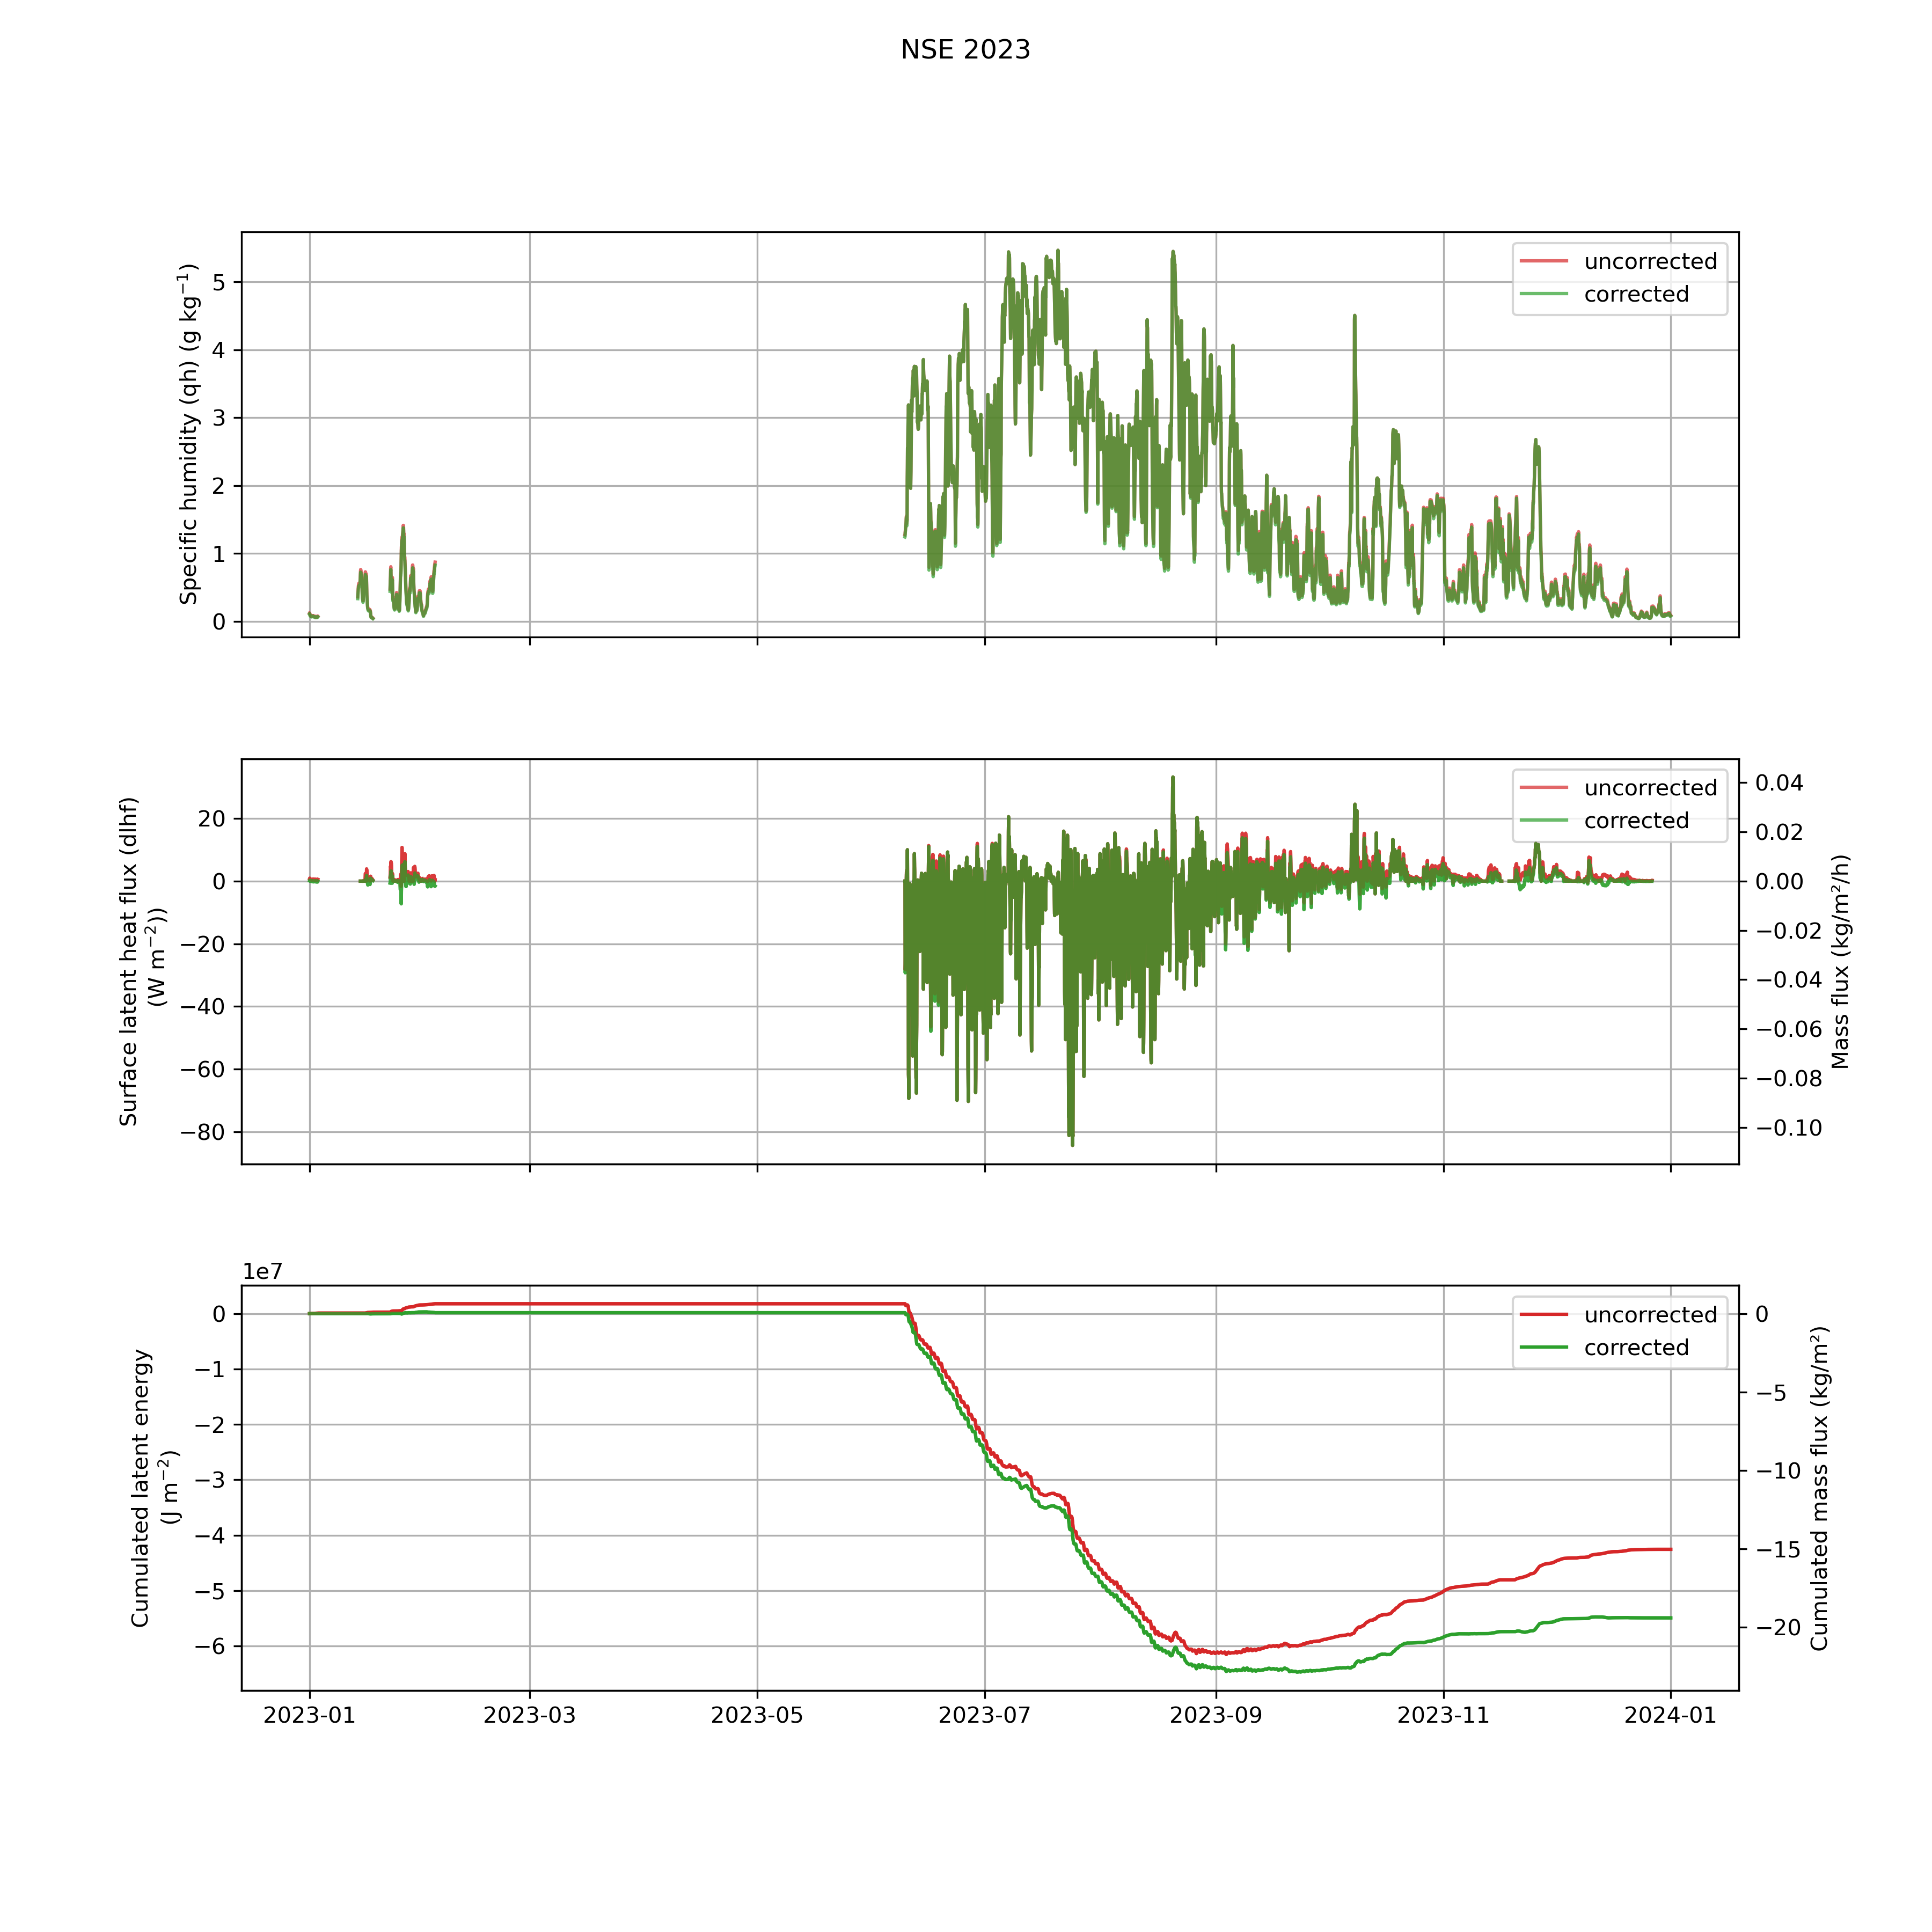 NSE 2023
Specific humidity (qh) (g kg⁻¹)
5
4
3
2
1
0
uncorrected
corrected
Surface latent heat flux (dlhf)
(W m⁻²))
20
0
−20
−40
−60
−80
uncorrected
corrected
0.04
0.02
0.00
−0.02
−0.04
−0.06
−0.08
−0.10
Mass flux (kg/m²/h)
1e7
Cumulated latent energy
(J m⁻²)
0
−1
−2
−3
−4
−5
−6
uncorrected
corrected
0
−5
−10
−15
−20
Cumulated mass flux (kg/m²)
2023-01 2023-03 2023-05 2023-07 2023-09 2023-11 2024-01